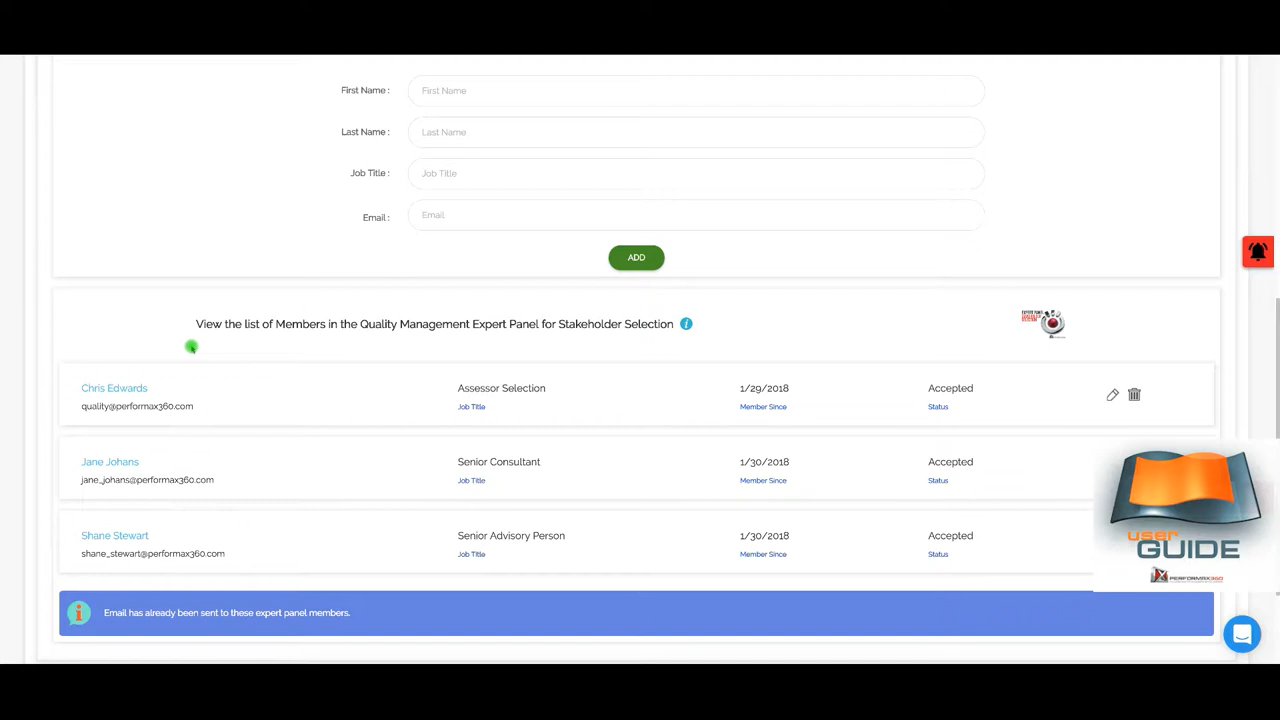 First Name : First Name
Last Name : Last Name
Job Title : Job Title
Email : Email
ADD
View the list of Members in the Quality Management Expert Panel for Stakeholder Selection i
Chris Edwards Assessor Selection 1/29/2018 Accepted
quality@performax360.com Job Title Member Since Status
Jane Johans Senior Consultant 1/30/2018 Accepted
jane_johans@performax360.com Job Title Member Since Status
Shane Stewart Senior Advisory Person 1/30/2018 Accepted
shane_stewart@performax360.com Job Title Member Since Status
user
GUIDE
PERFORMAX360
i Email has already been sent to these expert panel members.